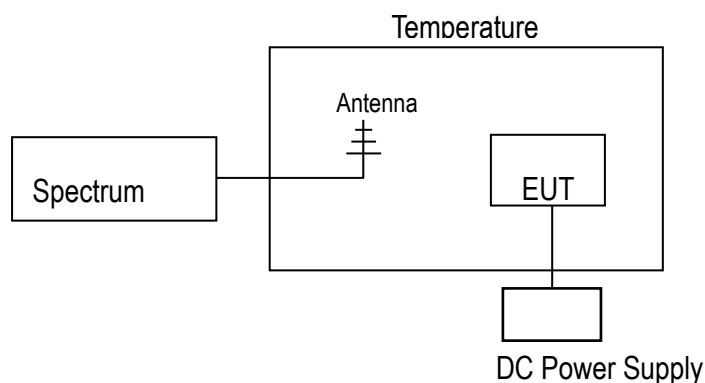 Temperature
Antenna
Spectrum
EUT
DC Power Supply